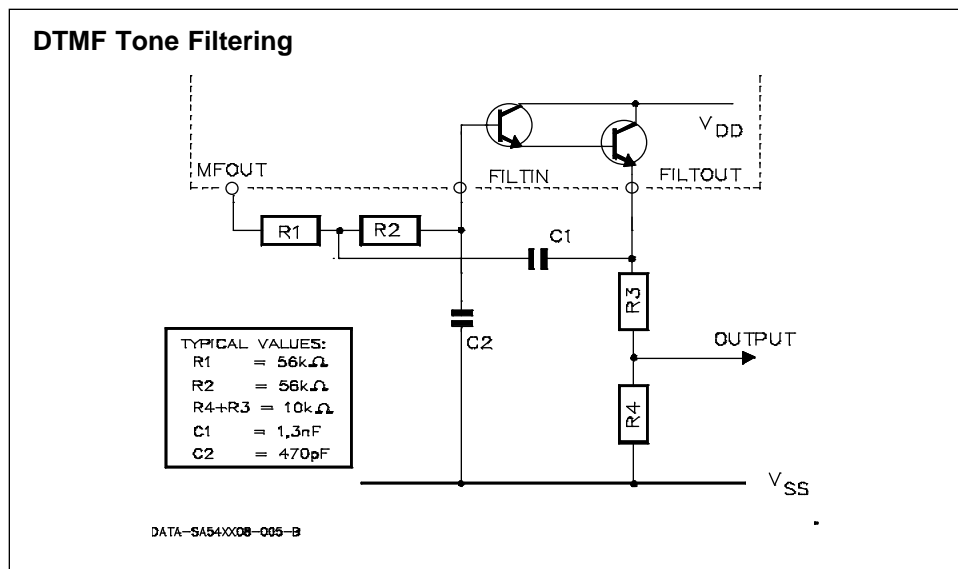 DTMF Tone Filtering
V DD
MFOUT
FILTIN
FILTOUT
R1
R2
C1
R3
C2
OUTPUT
R4
TYPICAL VALUES:
R1 = 56kΩ
R2 = 56kΩ
R4+R3 = 10kΩ
C1 = 1,3nF
C2 = 470pF
V SS
DATA-SA54XX08-005-B